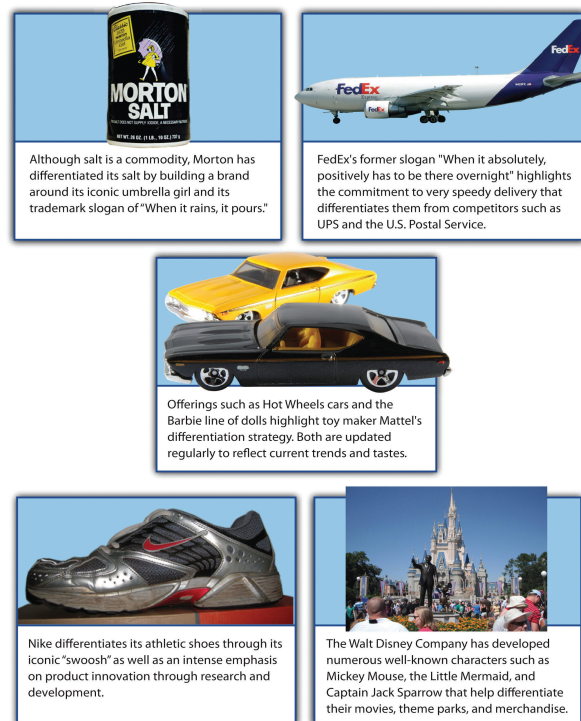 MORTON
SALT
NET WT. 26 OZ. (1 LB., 10 OZ.) 737 g
Although salt is a commodity, Morton has
differentiated its salt by building a brand
around its iconic umbrella girl and its
trademark slogan of "When it rains, it pours."
FedEx
FedEx
FedEx
FedEx's former slogan "When it absolutely,
positively has to be there overnight" highlights
the commitment to very speedy delivery that
differentiates them from competitors such as
UPS and the U.S. Postal Service.
Offerings such as Hot Wheels cars and the
Barbie line of dolls highlight toy maker Mattel's
differentiation strategy. Both are updated
regularly to reflect current trends and tastes.
Nike differentiates its athletic shoes through its
iconic "swoosh" as well as an intense emphasis
on product innovation through research and
development.
The Walt Disney Company has developed
numerous well-known characters such as
Mickey Mouse, the Little Mermaid, and
Captain Jack Sparrow that help differentiate
their movies, theme parks, and merchandise.